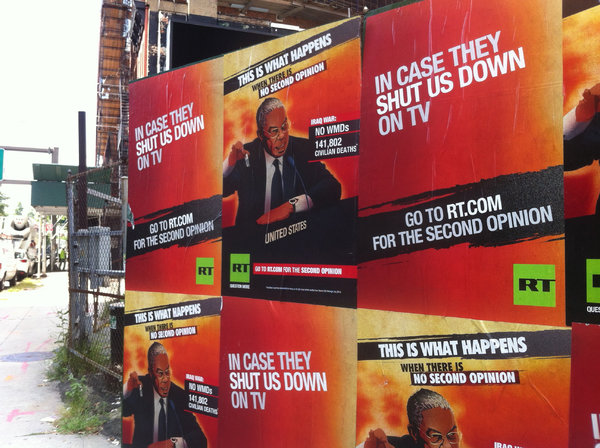 IN CASE THEY
SHUT US DOWN
ON TV
GO TO RT.COM
FOR THE SECOND OPINION
RT
THIS IS WHAT HAPPENS
WHEN THERE IS
NO SECOND OPINION
IRAQ WAR:
NO WMDs
141,802
CIVILIAN DEATHS*
UNITED STATES
GO TO RT.COM FOR THE SECOND OPINION
RT
QUESTION MORE
IN CASE THEY
SHUT US DOWN
ON TV
GO TO RT.COM
FOR THE SECOND OPINION
RT
RT
THIS IS WHAT HAPPENS
WHEN THERE IS
NO SECOND OPINION
IRAQ WAR:
NO WMDs
141,802
CIVILIAN DEATHS*
IN CASE THEY
SHUT US DOWN
ON TV
THIS IS WHAT HAPPENS
WHEN THERE IS
NO SECOND OPINION